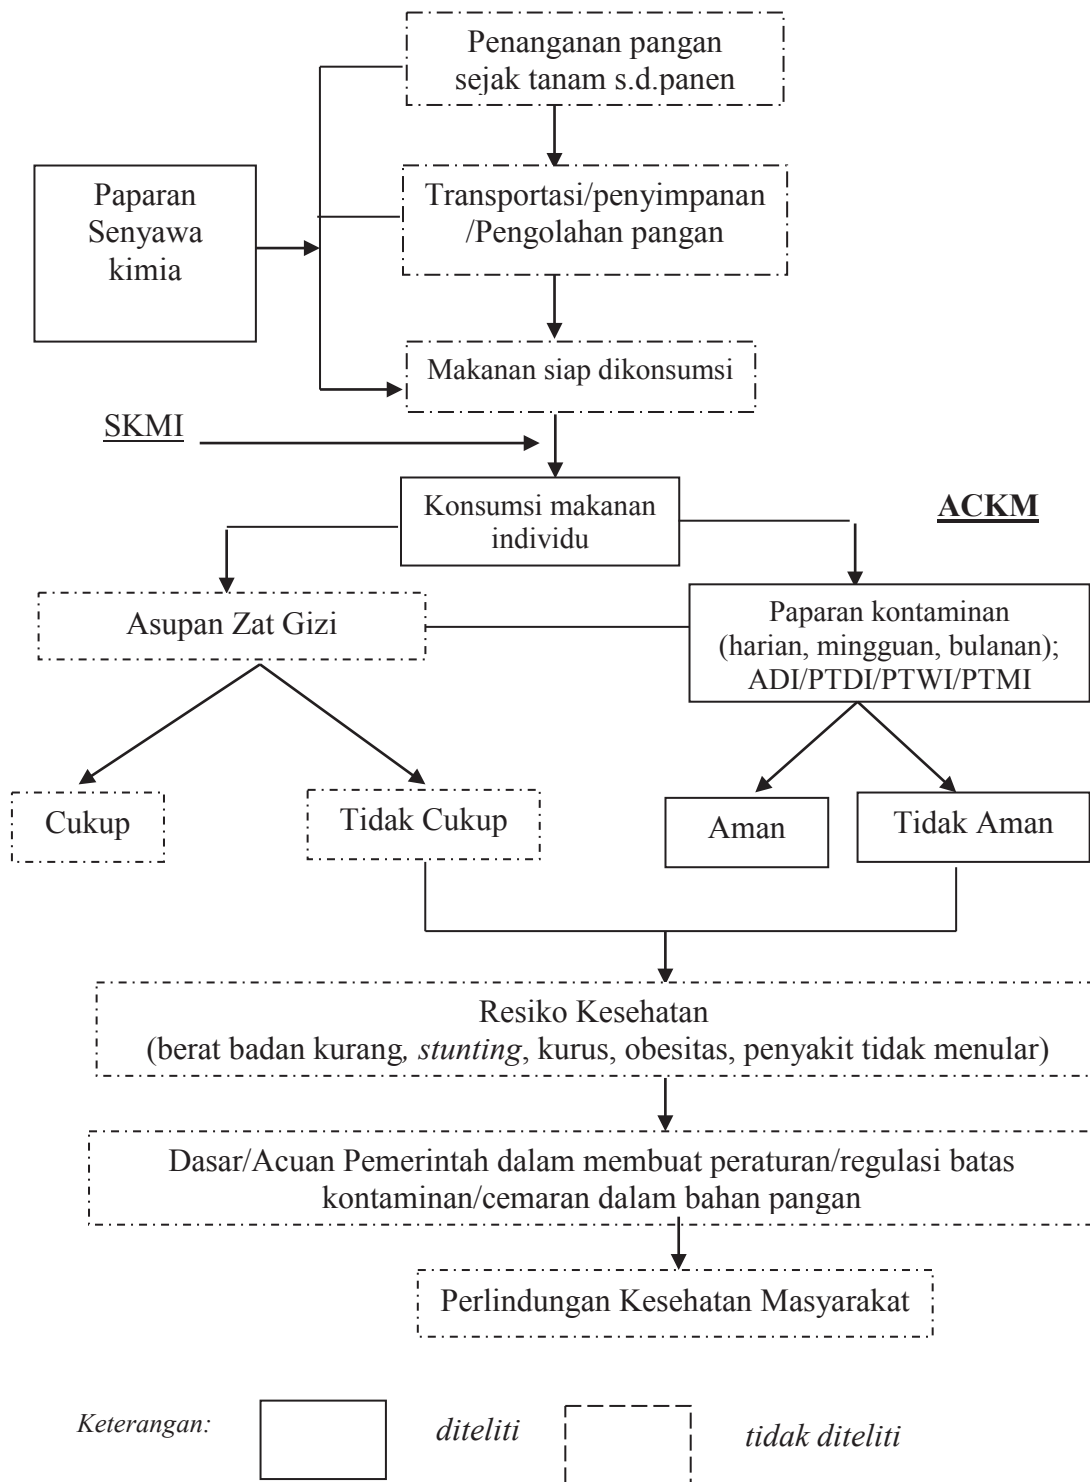 Penanganan pangan
sejak tanam s.d.panen
Paparan
Senyawa
kimia
Transportasi/penyimpanan
/Pengolahan pangan
Makanan siap dikonsumsi
SKMI
Konsumsi makanan
individu
ACKM
Asupan Zat Gizi
Paparan kontaminan
(harian, mingguan, bulanan);
ADI/PTDI/PTWI/PTMI
Cukup
Tidak Cukup
Aman
Tidak Aman
Resiko Kesehatan
(berat badan kurang, stunting, kurus, obesitas, penyakit tidak menular)
Dasar/Acuan Pemerintah dalam membuat peraturan/regulasi batas
kontaminan/cemaran dalam bahan pangan
Perlindungan Kesehatan Masyarakat
Keterangan:
diteliti
tidak diteliti